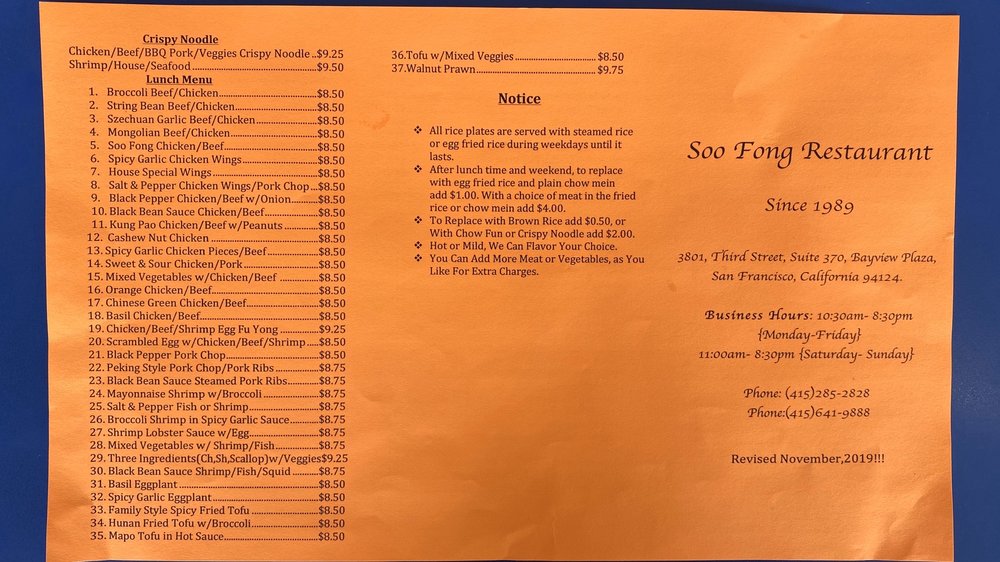 Crispy Noodle
Chicken/Beef/BBQ Pork/Veggies Crispy Noodle ..$9.25
Shrimp/House/Seafood..................................$9.50
Lunch Menu
1. Broccoli Beef/Chicken..............................$8.50
2. String Bean Beef/Chicken.........................$8.50
3. Szechuan Garlic Beef/Chicken...................$8.50
4. Mongolian Beef/Chicken..........................$8.50
5. Soo Fong Chicken/Beef............................$8.50
6. Spicy Garlic Chicken Wings.......................$8.50
7. House Special Wings................................$8.50
8. Salt & Pepper Chicken Wings/Pork Chop...$8.50
9. Black Pepper Chicken/Beef w/Onion.........$8.50
10. Black Bean Sauce Chicken/Beef................$8.50
11. Kung Pao Chicken/Beef w/Peanuts ..........$8.50
12. Cashew Nut Chicken ................................$8.50
13. Spicy Garlic Chicken Pieces/Beef...............$8.50
14. Sweet & Sour Chicken/Pork......................$8.50
15. Mixed Vegetables w/Chicken/Beef ...........$8.50
16. Orange Chicken/Beef................................$8.50
17. Chinese Green Chicken/Beef.....................$8.50
18. Basil Chicken/Beef....................................$8.50
19. Chicken/Beef/Shrimp Egg Fu Yong ...........$9.25
20. Scrambled Egg w/Chicken/Beef/Shrimp....$8.50
21. Black Pepper Pork Chop............................$8.50
22. Peking Style Pork Chop/Pork Ribs .............$8.75
23. Black Bean Sauce Steamed Pork Ribs.........$8.75
24. Mayonnaise Shrimp w/Broccoli.................$8.75
25. Salt & Pepper Fish or Shrimp.....................$8.75
26. Broccoli Shrimp in Spicy Garlic Sauce.........$8.75
27. Shrimp Lobster Sauce w/Egg.....................$8.75
28. Mixed Vegetables w/ Shrimp/Fish.............$8.75
29. Three Ingredients(Ch,Sh,Scallop)w/Veggies$9.25
30. Black Bean Sauce Shrimp/Fish/Squid ........$8.75
31. Basil Eggplant...........................................$8.50
32. Spicy Garlic Eggplant.................................$8.50
33. Family Style Spicy Fried Tofu ....................$8.50
34. Hunan Fried Tofu w/Broccoli.....................$8.50
35. Mapo Tofu in Hot Sauce.............................$8.50
36.Tofu w/Mixed Veggies.........................$8.50
37.Walnut Prawn.....................................$9.75
Notice
❖ All rice plates are served with steamed rice
or egg fried rice during weekdays until it
lasts.
❖ After lunch time and weekend, to replace
with egg fried rice and plain chow mein
add $1.00. With a choice of meat in the fried
rice or chow mein add $4.00.
❖ To Replace with Brown Rice add $0.50, or
With Chow Fun or Crispy Noodle add $2.00.
❖ Hot or Mild, We Can Flavor Your Choice.
❖ You Can Add More Meat or Vegetables, as You
Like For Extra Charges.
Soo Fong Restaurant
Since 1989
3801, Third Street, Suite 370, Bayview Plaza,
San Francisco, California 94124.
Business Hours: 10:30am- 8:30pm
{Monday-Friday}
11:00am- 8:30pm {Saturday- Sunday}
Phone: (415)285-2828
Phone:(415)641-9888
Revised November,2019!!!